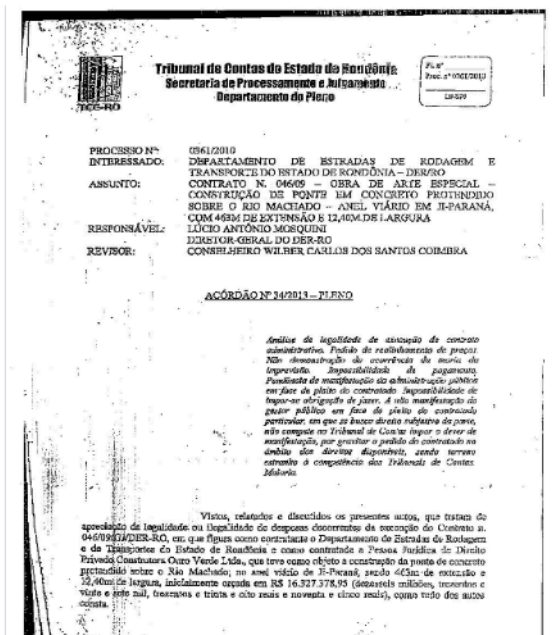 Tribunal de Contas do Estado de Rondônia
Secretaria de Processamento e Julgamento
Departamento do Pleno
Fl. nº
Proc. nº 0361/2010
TCE-RO
PROCESSO Nº: 0361/2010
INTERESSADO: DEPARTAMENTO DE ESTRADAS DE RODAGEM E
TRANSPORTE DO ESTADO DE RONDÔNIA – DER/RO
ASSUNTO: CONTRATO N. 046/09 – OBRA DE ARTE ESPECIAL –
CONSTRUÇÃO DE PONTE EM CONCRETO PROTENDIDO
SOBRE O RIO MACHADO – ANEL VIÁRIO EM JI-PARANÁ,
COM 463M DE EXTENSÃO E 12,40M DE LARGURA
RESPONSÁVEL: LÚCIO ANTÔNIO MOSQUINI
DIRETOR-GERAL DO DER-RO
REVISOR: CONSELHEIRO WILBER CARLOS DOS SANTOS COIMBRA
ACÓRDÃO Nº 34/2013 – PLENO
Análise da legalidade de execução de contrato
administrativo. Pedido de realinhamento de preços.
Não demonstração da ocorrência da teoria da
imprevisão. Impossibilidade de pagamento.
Pendência de manifestação da administração pública
em face de pleito do contratado. Impossibilidade de
impor-se obrigação de fazer. A não manifestação do
gestor público em face de pleito do contratado
particular, em que se busca direito subjetivo da parte,
não compete ao Tribunal de Contas impor o dever de
manifestação, por gravitar o pedido do contratado no
âmbito dos direitos disponíveis, sendo terreno
estranho à competência dos Tribunais de Contas.
Maioria.
Vistos, relatados e discutidos os presentes autos, que tratam da
apreciação da legalidade ou ilegalidade de despesas decorrentes da execução do Contrato n.
046/09/GJ/DER-RO, em que figura como contratante o Departamento de Estradas de Rodagem
e de Transportes do Estado de Rondônia e como contratada a Pessoa Jurídica de Direito
Privado Construtora Ouro Verde Ltda., que teve como objeto a construção da ponte de concreto
protendido sobre o Rio Machado; no anel viário de Ji-Paraná, sendo 463m de extensão e
12,40m de largura, inicialmente orçada em R$ 16.327.378,95 (dezesseis milhões, trezentos e
vinte e sete mil, trezentos e trinta e oito reais e noventa e cinco reais), como tudo dos autos
consta.